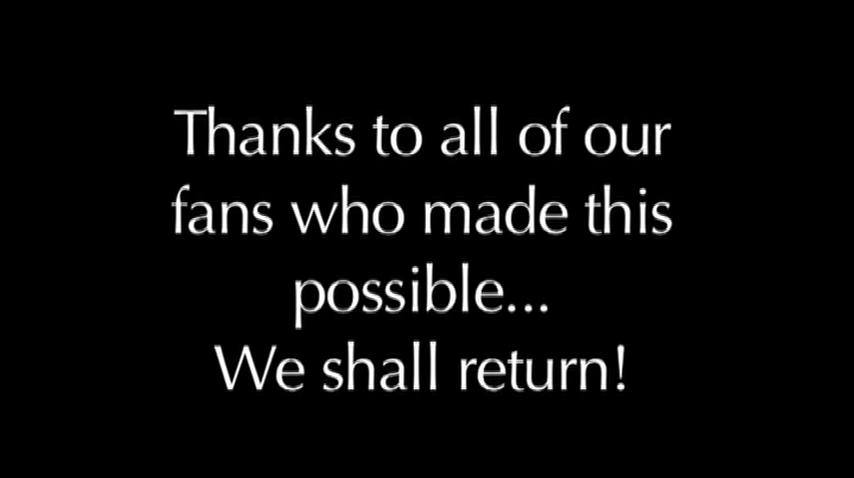 Thanks to all of our
fans who made this
possible...
We shall return!